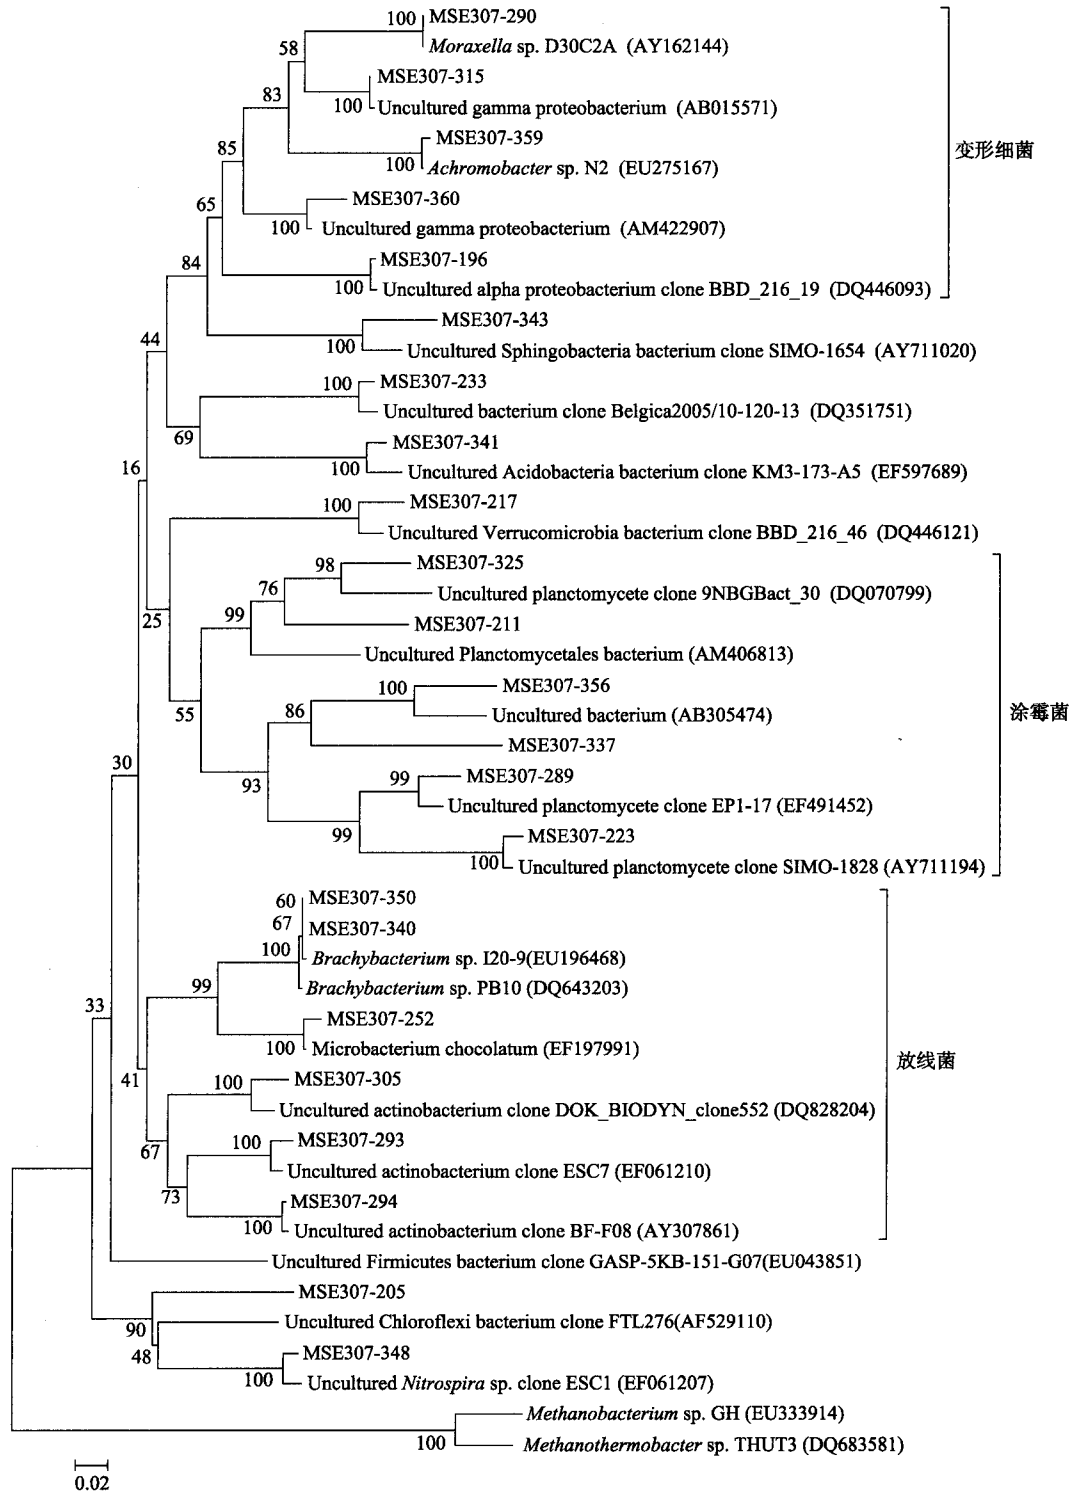 100 MSE307-290
Moraxella sp. D30C2A (AY162144)
58
MSE307-315
83
100 Uncultured gamma proteobacterium (AB015571)
MSE307-359
变形细菌
85
100 Achromobacter sp. N2 (EU275167)
MSE307-360
65
100 Uncultured gamma proteobacterium (AM422907)
MSE307-196
84
100 Uncultured alpha proteobacterium clone BBD_216_19 (DQ446093)
MSE307-343
44
100 Uncultured Sphingobacteria bacterium clone SIMO-1654 (AY711020)
100 MSE307-233
Uncultured bacterium clone Belgica2005/10-120-13 (DQ351751)
69
MSE307-341
16
100 Uncultured Acidobacteria bacterium clone KM3-173-A5 (EF597689)
100 MSE307-217
Uncultured Verrucomicrobia bacterium clone BBD_216_46 (DQ446121)
98 MSE307-325
76
Uncultured planctomycete clone 9NBGBact_30 (DQ070799)
99
25
MSE307-211
Uncultured Planctomycetales bacterium (AM406813)
100 MSE307-356
55
86
Uncultured bacterium (AB305474)
涂霉菌
MSE307-337
30
93
99 MSE307-289
Uncultured planctomycete clone EP1-17 (EF491452)
99
MSE307-223
100 Uncultured planctomycete clone SIMO-1828 (AY711194)
60 MSE307-350
67 MSE307-340
100
Brachybacterium sp. I20-9(EU196468)
99
Brachybacterium sp. PB10 (DQ643203)
33
MSE307-252
100 Microbacterium chocolatum (EF197991)
放线菌
41
100 MSE307-305
Uncultured actinobacterium clone DOK_BIODYN_clone552 (DQ828204)
67
100 MSE307-293
Uncultured actinobacterium clone ESC7 (EF061210)
73
MSE307-294
100 Uncultured actinobacterium clone BF-F08 (AY307861)
Uncultured Firmicutes bacterium clone GASP-5KB-151-G07(EU043851)
MSE307-205
90
Uncultured Chloroflexi bacterium clone FTL276(AF529110)
48
MSE307-348
100 Uncultured Nitrospira sp. clone ESC1 (EF061207)
Methanobacterium sp. GH (EU333914)
100
Methanothermobacter sp. THUT3 (DQ683581)
0.02